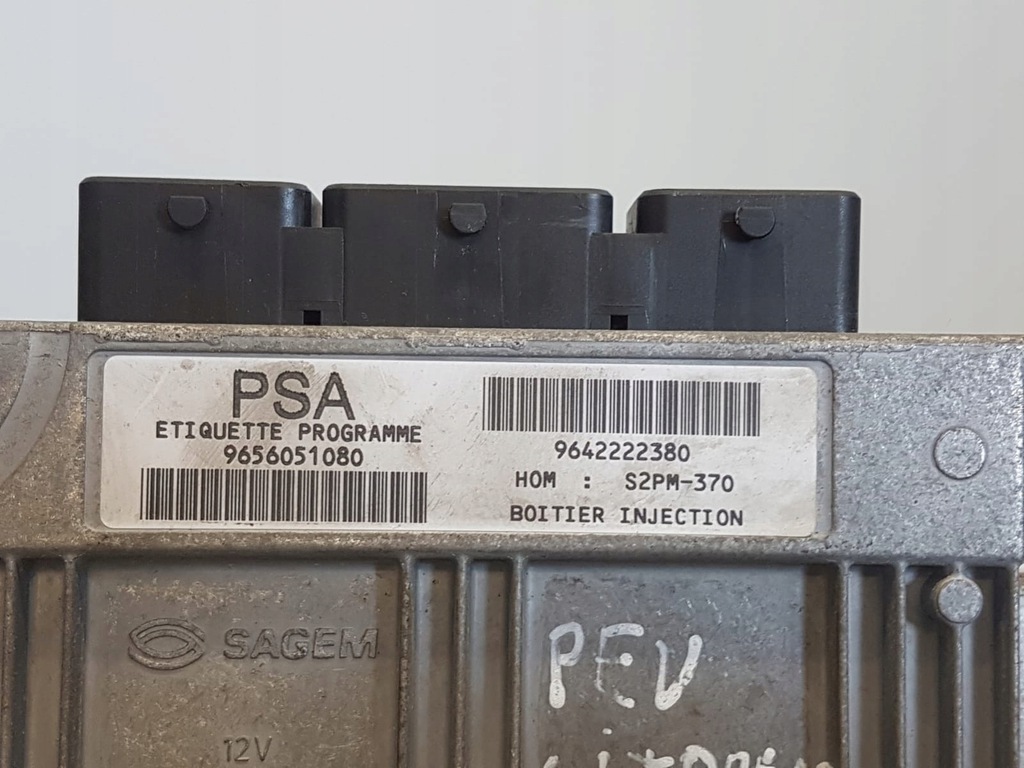 PSA
ETIQUETTE PROGRAMME
9656051080
9642222380
HOM : S2PM-370
BOITIER INJECTION
SAGEM
12V
PEV